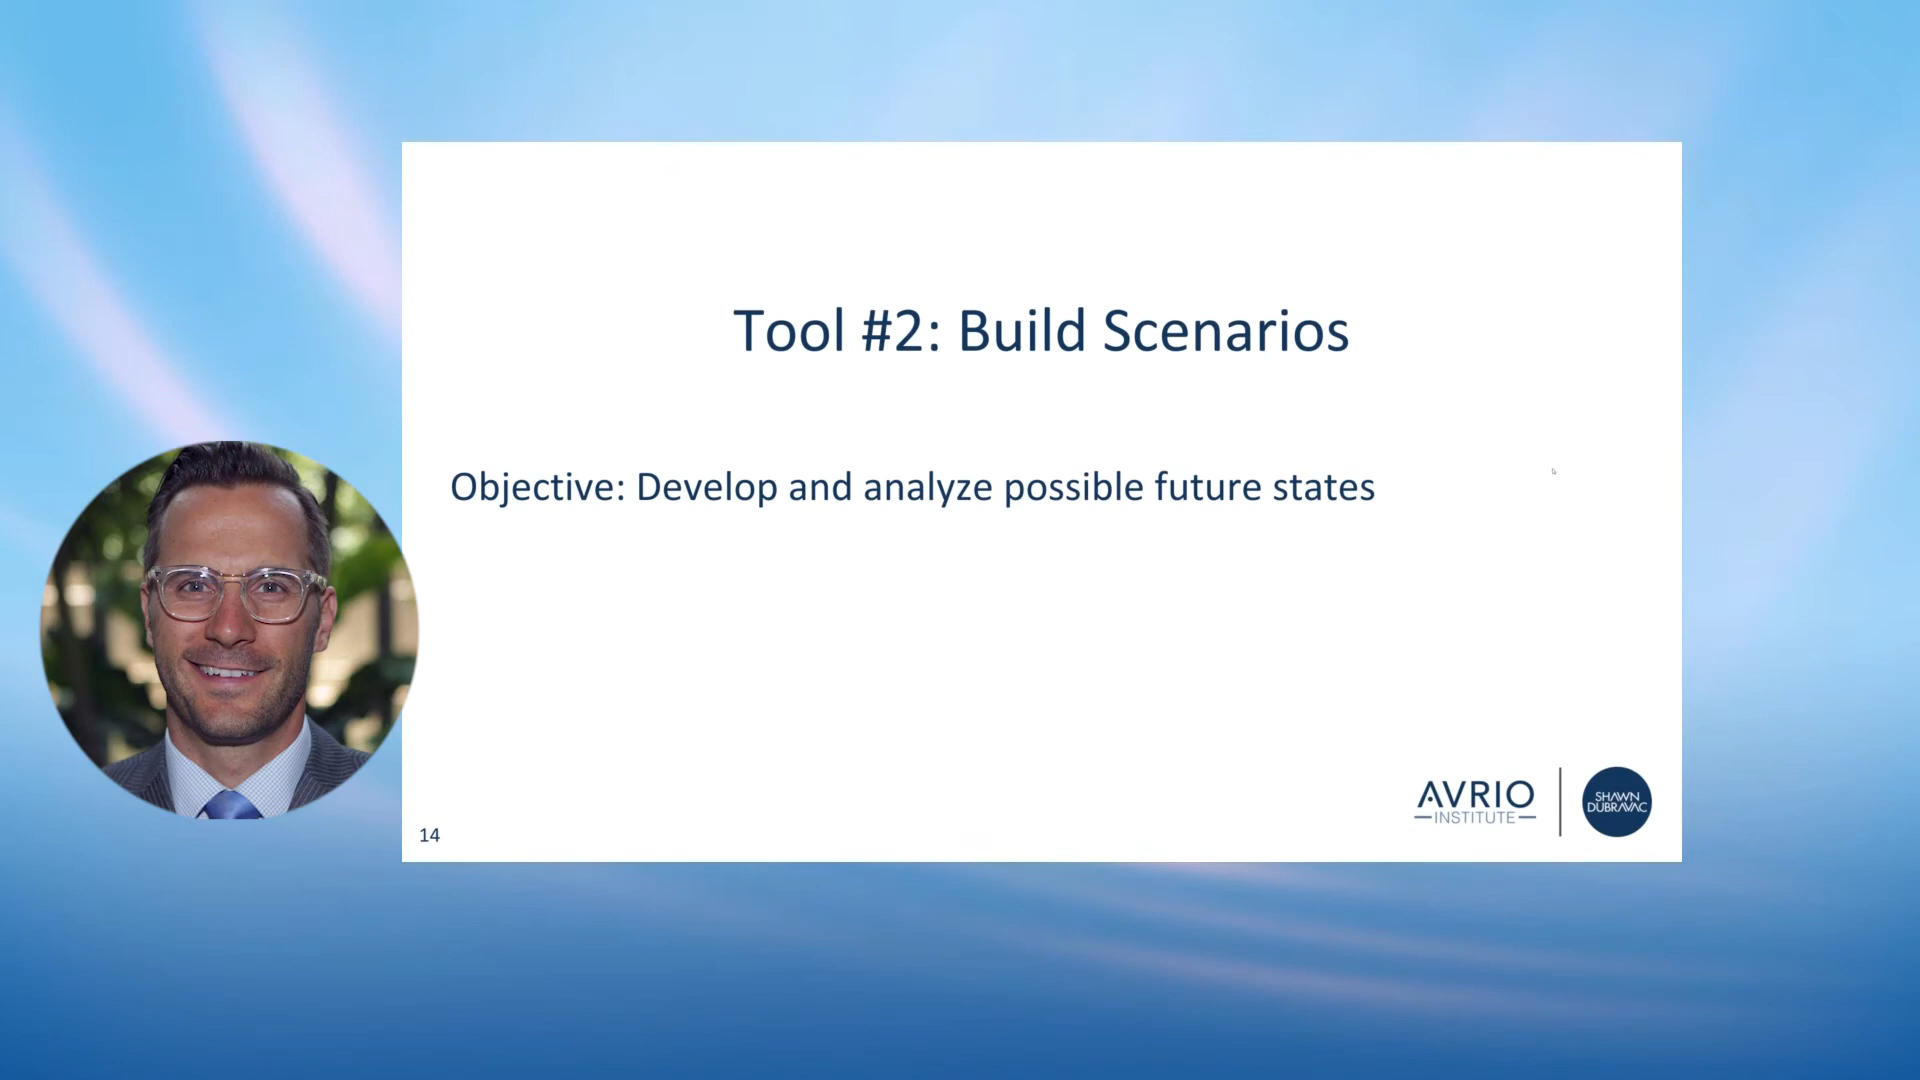 Tool #2: Build Scenarios
Objective: Develop and analyze possible future states
AVRIO
INSTITUTE
SHAWN
DUBRAVAC
14